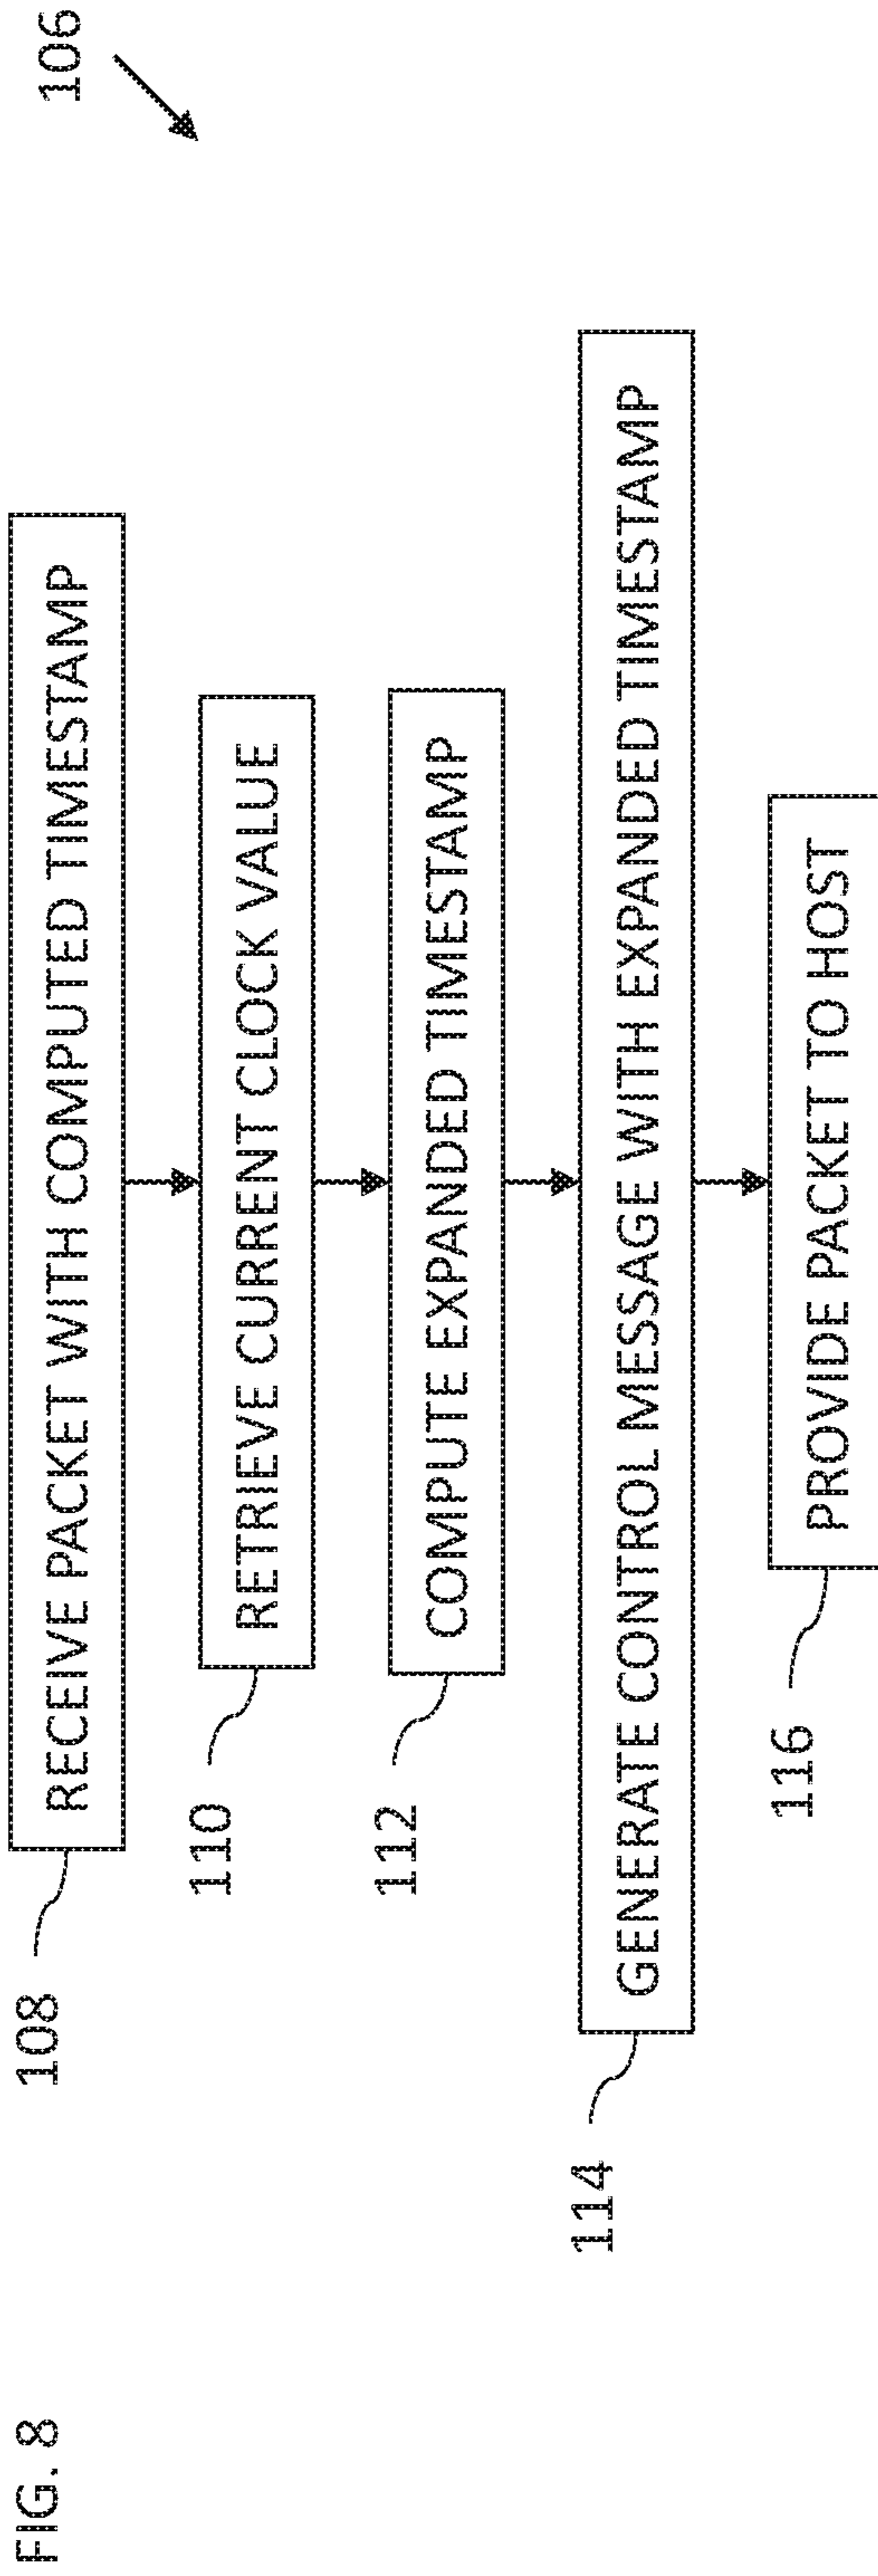 FIG. 8
106
108
RECEIVE PACKET WITH COMPUTED TIMESTAMP
110
RETRIEVE CURRENT CLOCK VALUE
112
COMPUTE EXPANDED TIMESTAMP
114
GENERATE CONTROL MESSAGE WITH EXPANDED TIMESTAMP
116
PROVIDE PACKET TO HOST